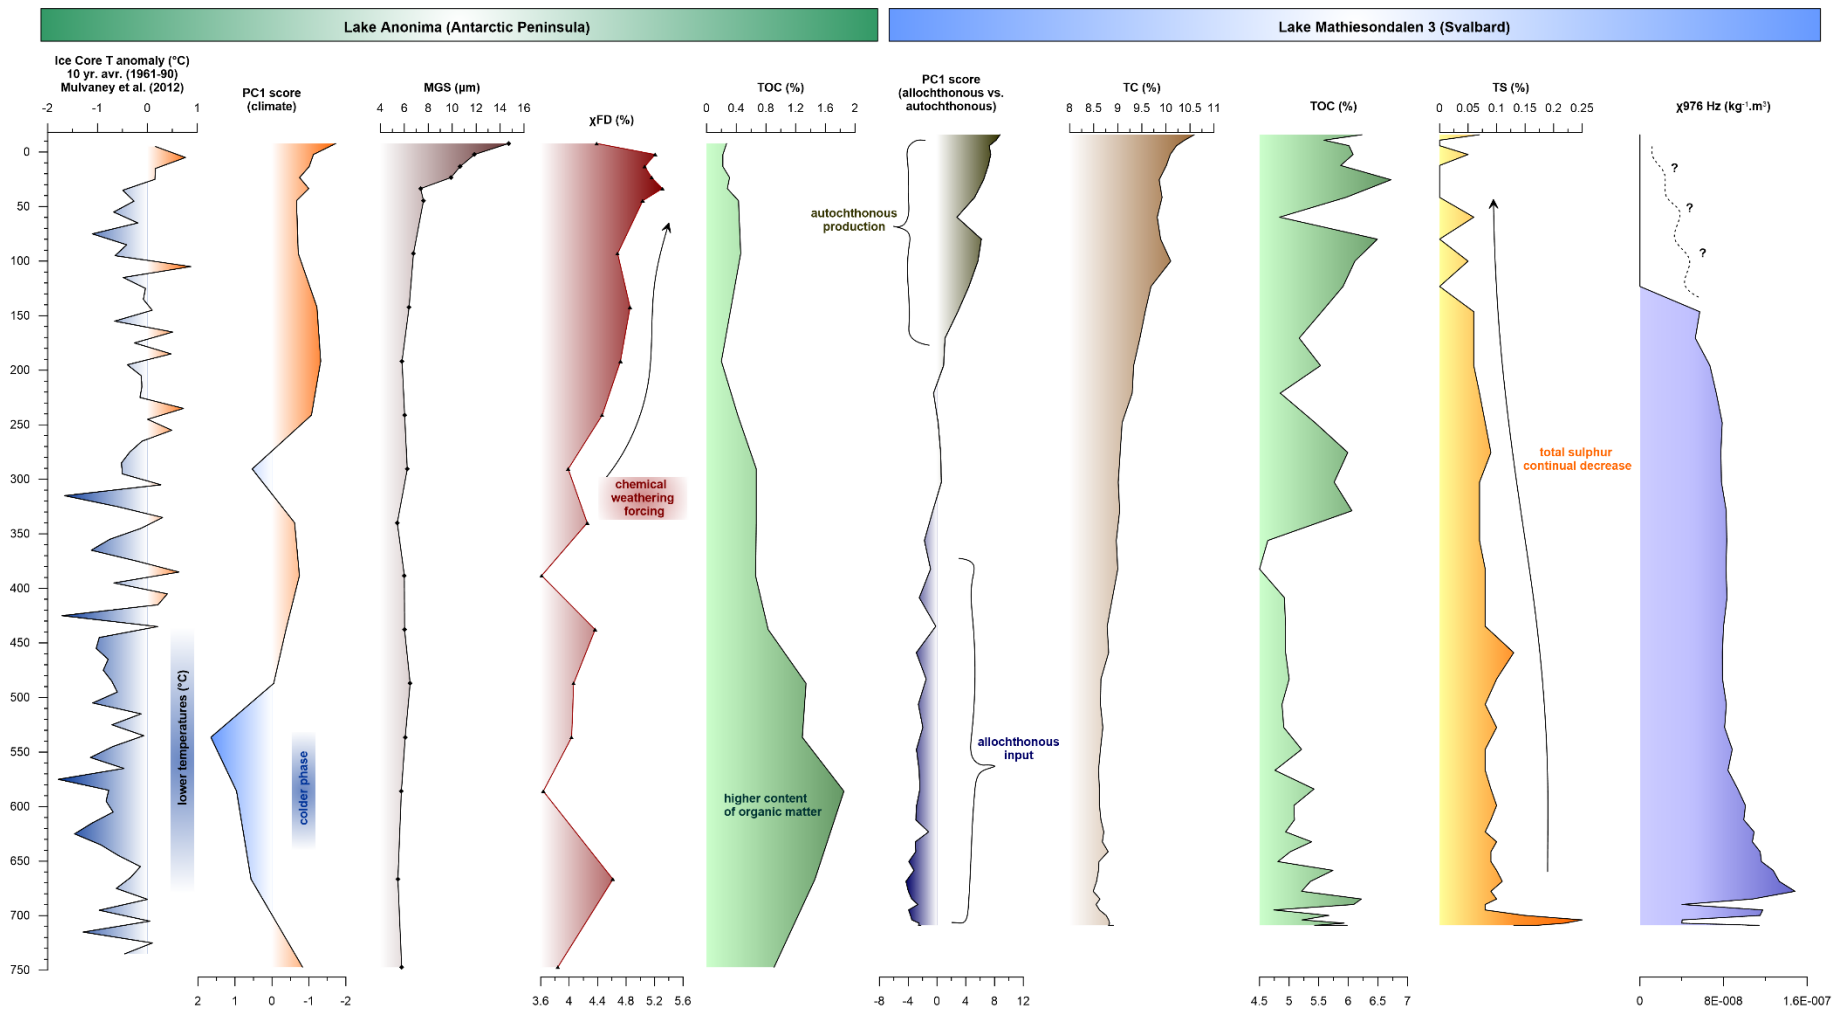 Lake Anonima (Antarctic Peninsula)
Lake Mathiesondalen 3 (Svalbard)
Ice Core T anomaly (°C)
10 yr. avr. (1961-90)
Mulvaney et al. (2012)
-2 -1 0 1
PC1 score
(climate)
MGS (µm)
4 6 8 10 12 14 16
χFD (%)
TOC (%)
0 0.4 0.8 1.2 1.6 2
PC1 score
(allochthonous vs.
autochthonous)
TC (%)
8 8.5 9 9.5 10 10.5 11
TOC (%)
TS (%)
0 0.05 0.1 0.15 0.2 0.25
χ976 Hz (kg⁻¹.m³)
0
50
100
150
200
250
300
350
400
450
500
550
600
650
700
750
lower temperatures (°C)
colder phase
chemical
weathering
forcing
higher content
of organic matter
autochthonous
production
allochthonous
input
total sulphur
continual decrease
?
?
?
2 1 0 -1 -2
3.6 4 4.4 4.8 5.2 5.6
-8 -4 0 4 8 12
4.5 5 5.5 6 6.5 7
0 8E-008 1.6E-007